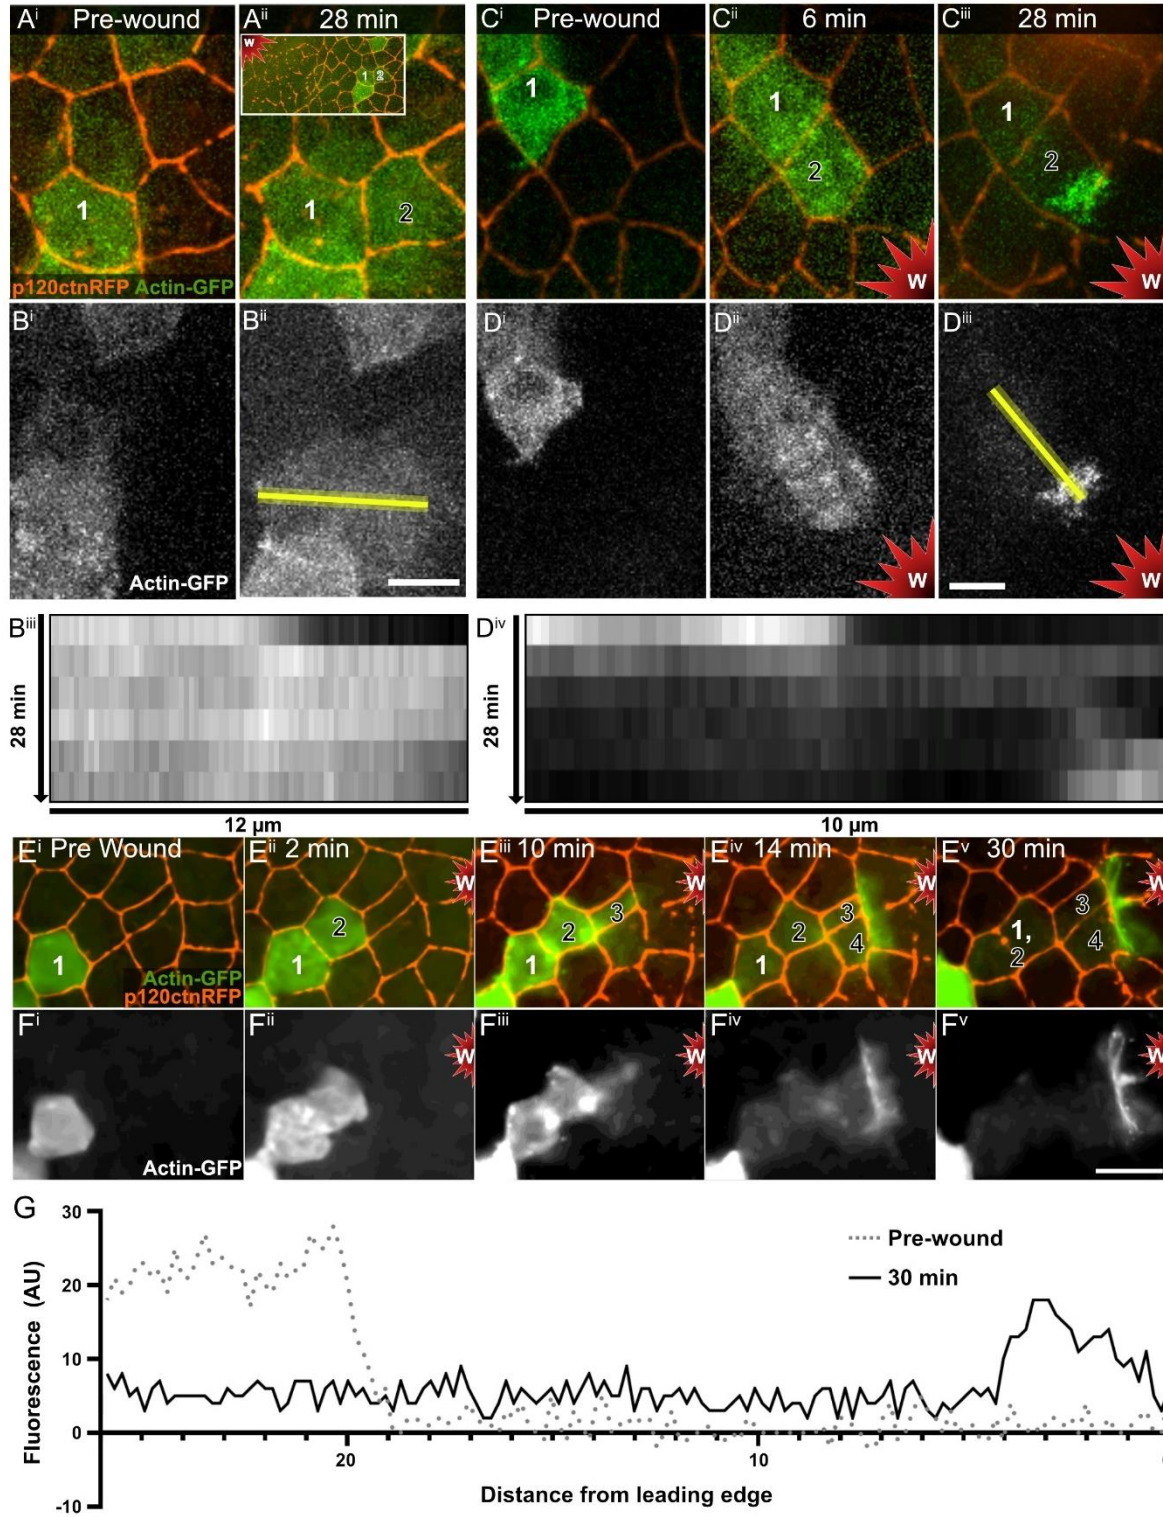 Aⁱ Pre-wound
Aⁱⁱ 28 min
W
1 2
1
1
2
p120ctnRFP Actin-GFP
Cⁱ Pre-wound
Cⁱⁱ 6 min
Cⁱⁱⁱ 28 min
1
1
2
W
1
2
W
Bⁱ
Bⁱⁱ
Actin-GFP
Dⁱ
Dⁱⁱ
W
Dⁱⁱⁱ
W
Bⁱⁱⁱ
28 min
12 µm
Dⁱᵛ
28 min
10 µm
Eⁱ Pre Wound
Eⁱⁱ 2 min
Eⁱⁱⁱ 10 min
Eⁱᵛ 14 min
Eᵛ 30 min
1
Actin-GFP
p120ctnRFP
W
2
1
W
3
2
1
W
3
2 4
1
W
3
1,
2 4
Fⁱ
Fⁱⁱ
Fⁱⁱⁱ
Fⁱᵛ
Fᵛ
W
W
W
W
Actin-GFP
G
Fluorescence (AU)
30
20
10
0
-10
Pre-wound
30 min
20
10
Distance from leading edge